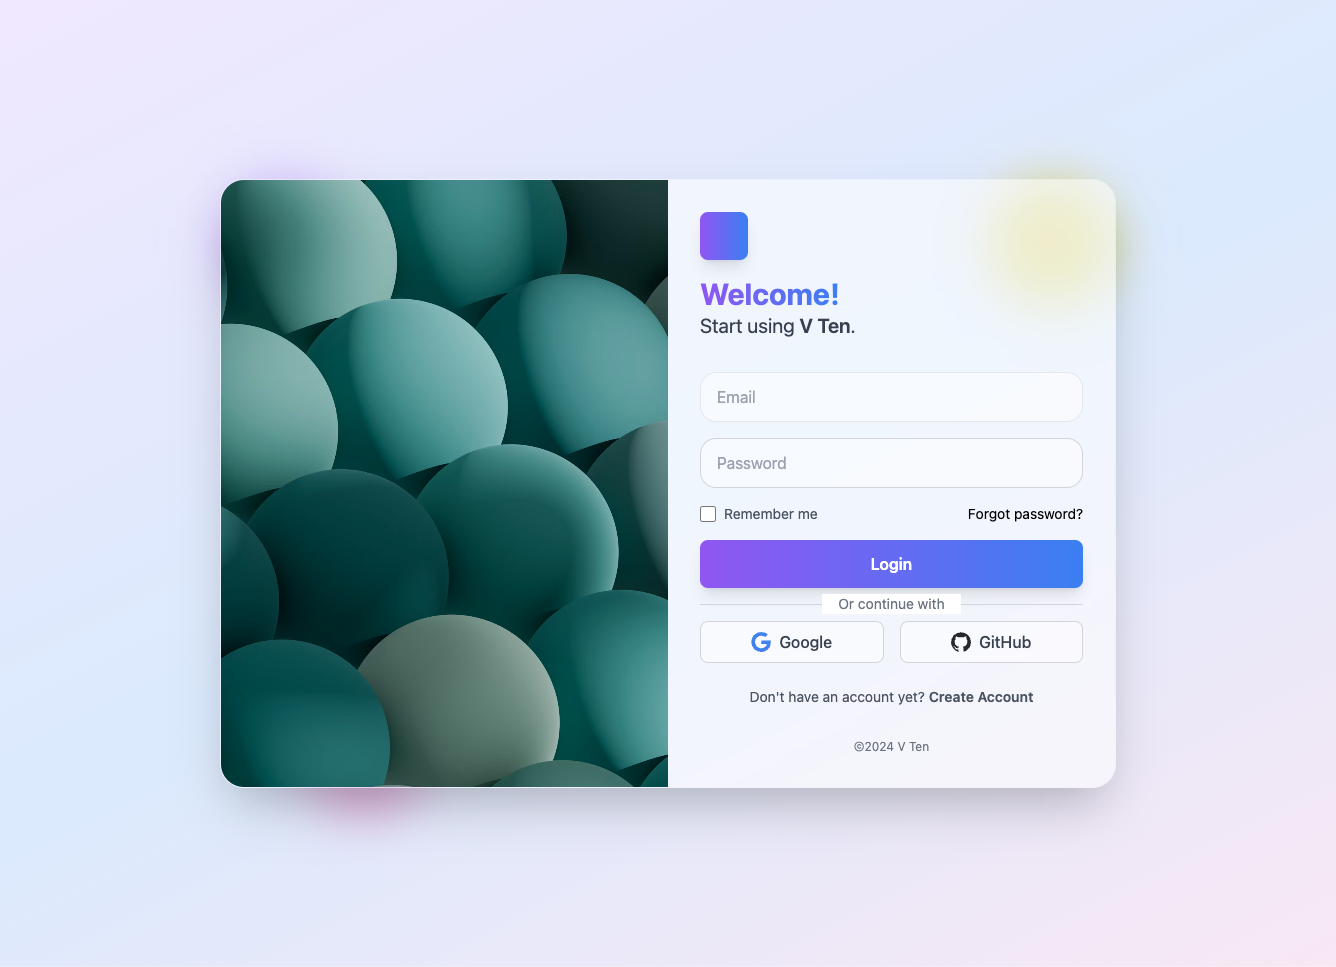 Welcome!
Start using V Ten.
Email
Password
Remember me
Forgot password?
Login
Or continue with
Google
GitHub
Don't have an account yet? Create Account
©2024 V Ten